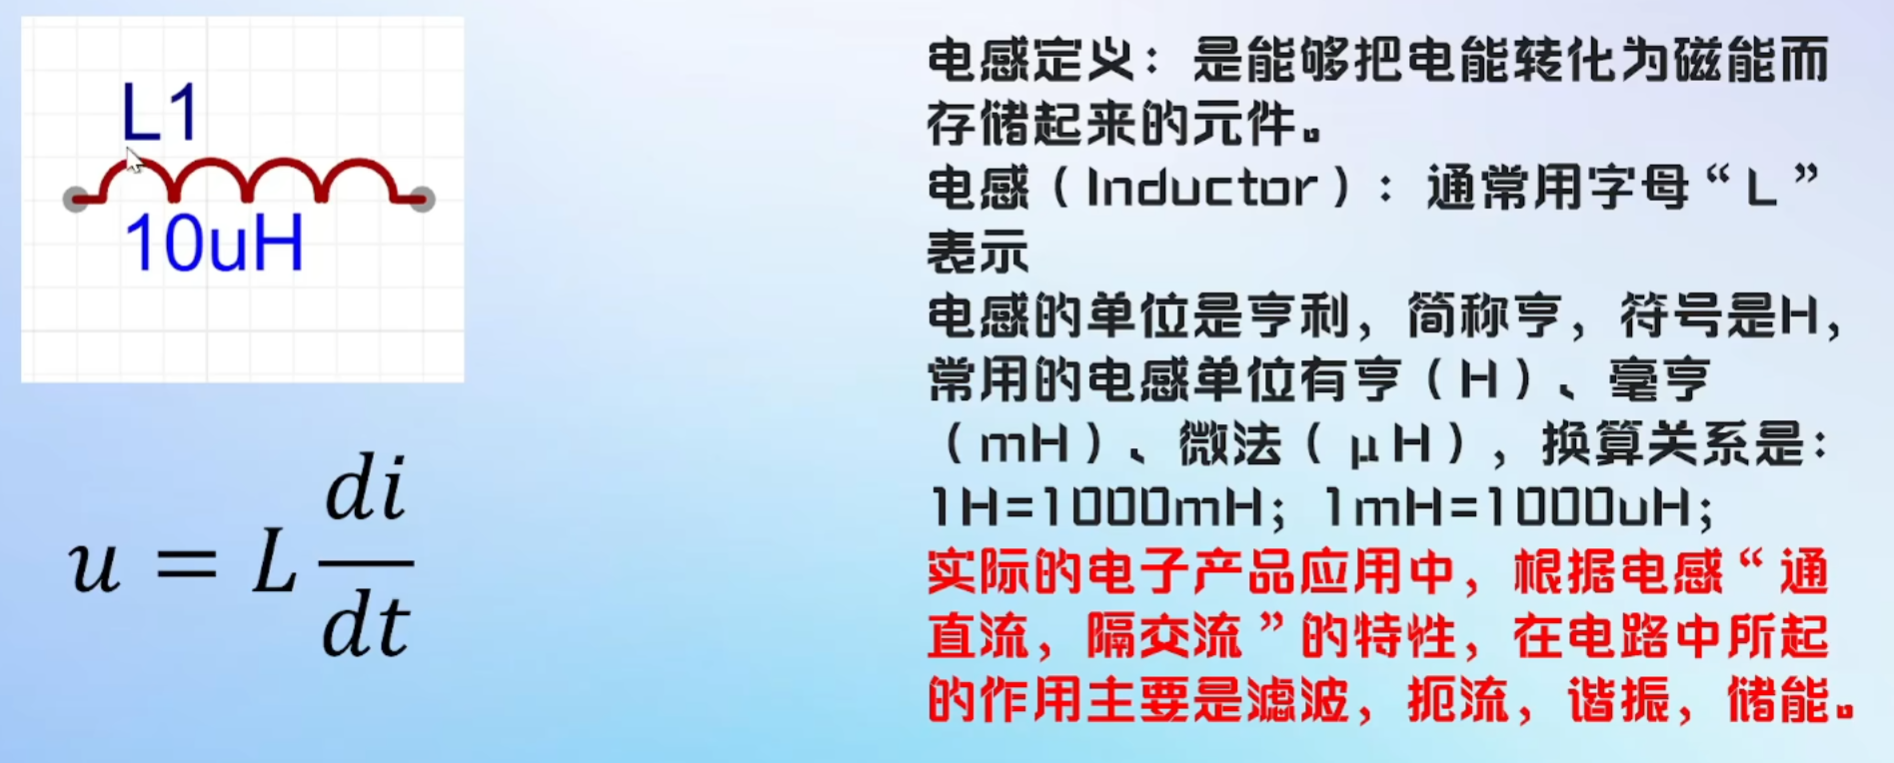 L1
10uH
u = L di/dt
电感定义：是能够把电能转化为磁能而
存储起来的元件。
电感（Inductor）：通常用字母“L”
表示
电感的单位是亨利，简称亨，符号是H，
常用的电感单位有亨（H）、毫亨
（mH）、微法（μH），换算关系是：
1H=1000mH；1mH=1000uH；
实际的电子产品应用中，根据电感“通
直流，隔交流”的特性，在电路中所起
的作用主要是滤波，扼流，谐振，储能。